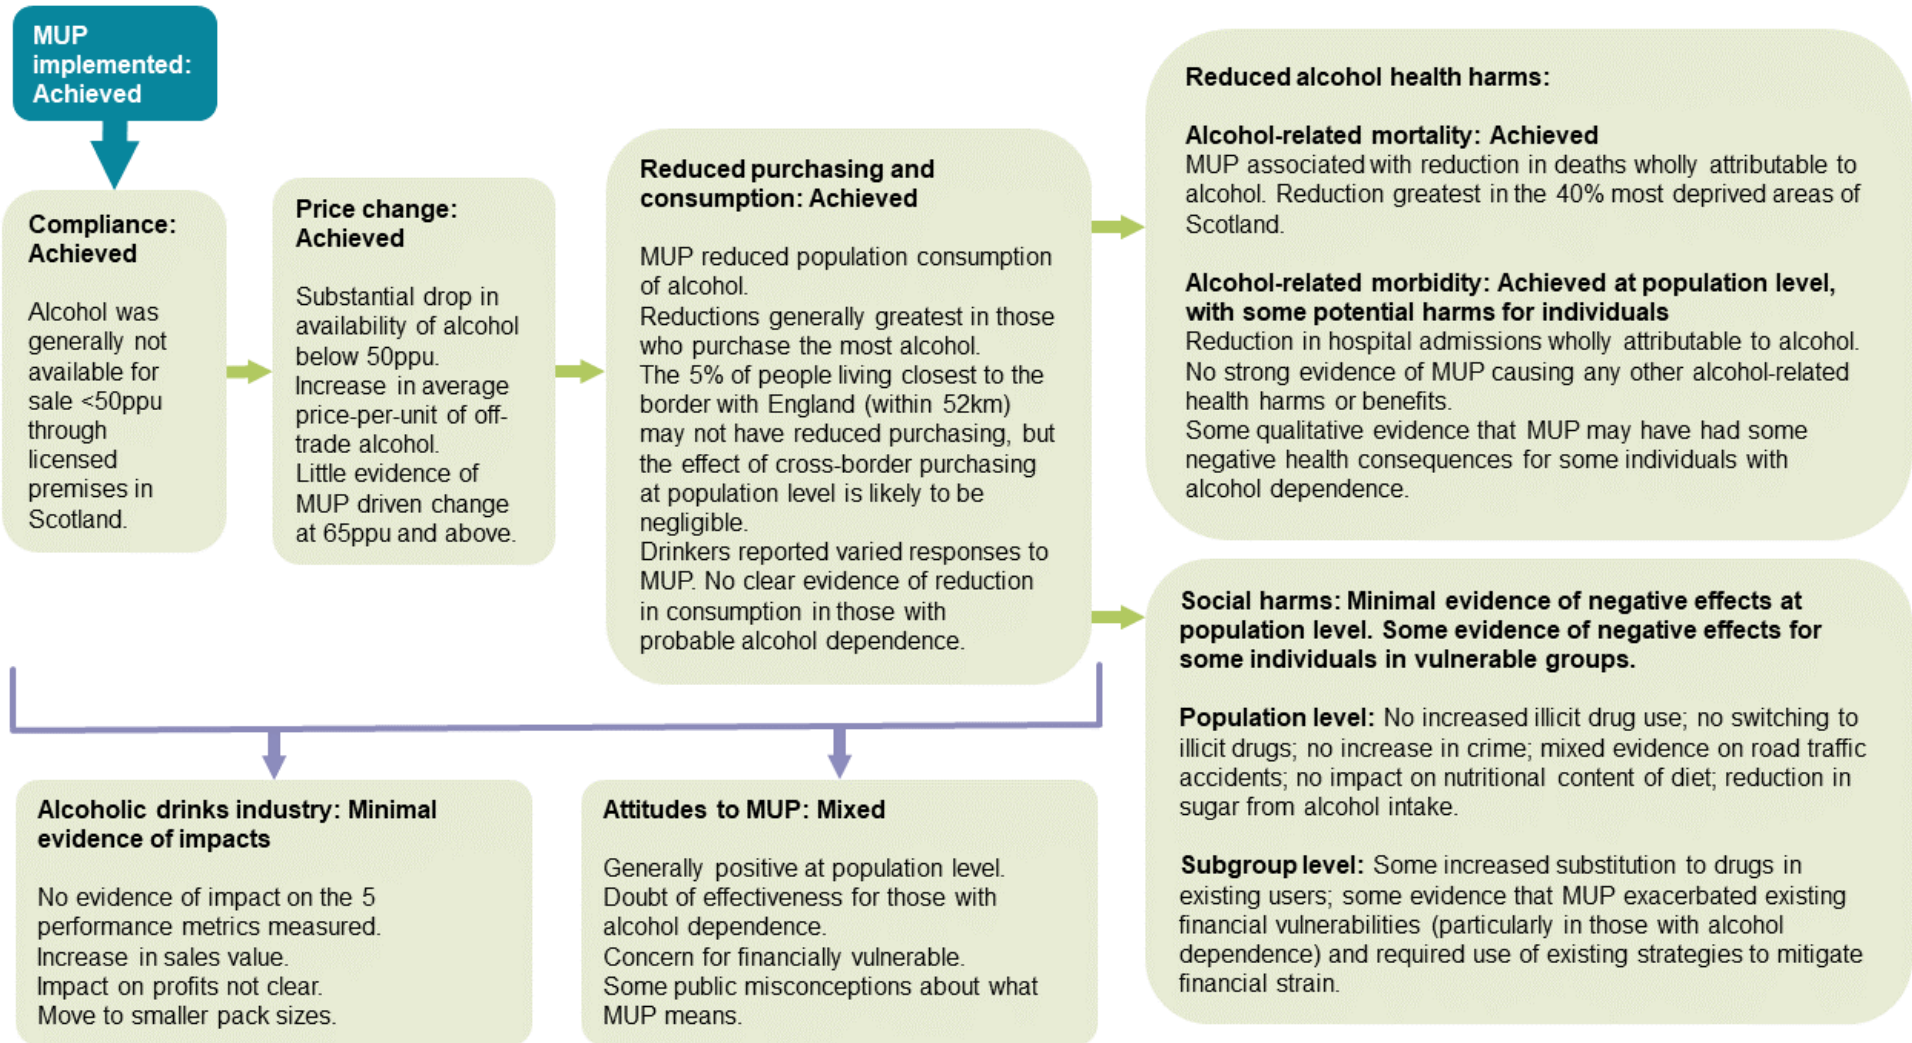 MUP
implemented:
Achieved
Compliance:
Achieved
Alcohol was
generally not
available for
sale <50ppu
through
licensed
premises in
Scotland.
Price change:
Achieved
Substantial drop in
availability of alcohol
below 50ppu.
Increase in average
price-per-unit of off-
trade alcohol.
Little evidence of
MUP driven change
at 65ppu and above.
Reduced purchasing and
consumption: Achieved
MUP reduced population consumption
of alcohol.
Reductions generally greatest in those
who purchase the most alcohol.
The 5% of people living closest to the
border with England (within 52km)
may not have reduced purchasing, but
the effect of cross-border purchasing
at population level is likely to be
negligible.
Drinkers reported varied responses to
MUP. No clear evidence of reduction
in consumption in those with
probable alcohol dependence.
Reduced alcohol health harms:
Alcohol-related mortality: Achieved
MUP associated with reduction in deaths wholly attributable to
alcohol. Reduction greatest in the 40% most deprived areas of
Scotland.
Alcohol-related morbidity: Achieved at population level,
with some potential harms for individuals
Reduction in hospital admissions wholly attributable to alcohol.
No strong evidence of MUP causing any other alcohol-related
health harms or benefits.
Some qualitative evidence that MUP may have had some
negative health consequences for some individuals with
alcohol dependence.
Social harms: Minimal evidence of negative effects at
population level. Some evidence of negative effects for
some individuals in vulnerable groups.
Population level: No increased illicit drug use; no switching to
illicit drugs; no increase in crime; mixed evidence on road traffic
accidents; no impact on nutritional content of diet; reduction in
sugar from alcohol intake.
Subgroup level: Some increased substitution to drugs in
existing users; some evidence that MUP exacerbated existing
financial vulnerabilities (particularly in those with alcohol
dependence) and required use of existing strategies to mitigate
financial strain.
Alcoholic drinks industry: Minimal
evidence of impacts
No evidence of impact on the 5
performance metrics measured.
Increase in sales value.
Impact on profits not clear.
Move to smaller pack sizes.
Attitudes to MUP: Mixed
Generally positive at population level.
Doubt of effectiveness for those with
alcohol dependence.
Concern for financially vulnerable.
Some public misconceptions about what
MUP means.